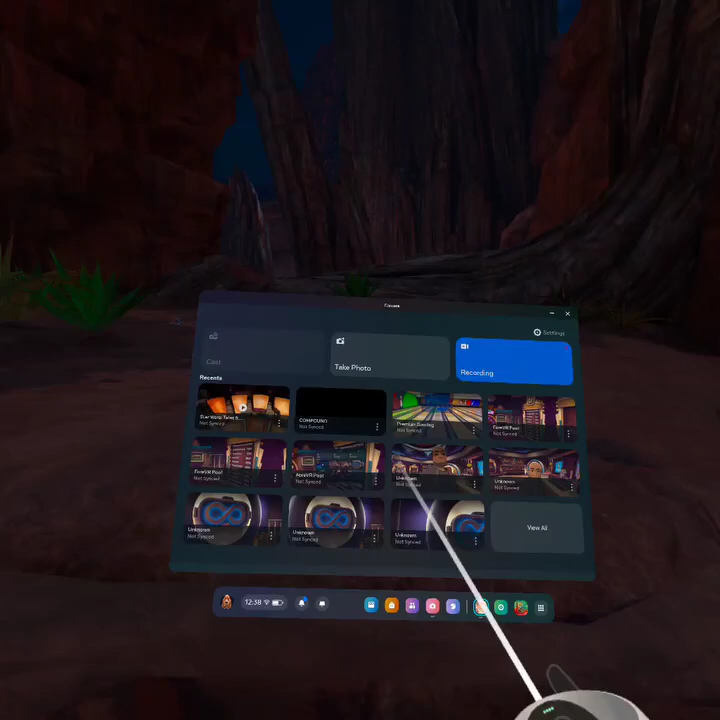 Settings
Cast
Take Photo
Recording
Recents
Not Synced
COMPOUND
Not Synced
Premium Bowling
Not Synced
ForeVR Pool
Not Synced
ForeVR Pool
Not Synced
ForeVR Pool
Not Synced
Unknown
Not Synced
Unknown
Not Synced
Unknown
Not Synced
Unknown
Not Synced
Unknown
Not Synced
View All
12:38